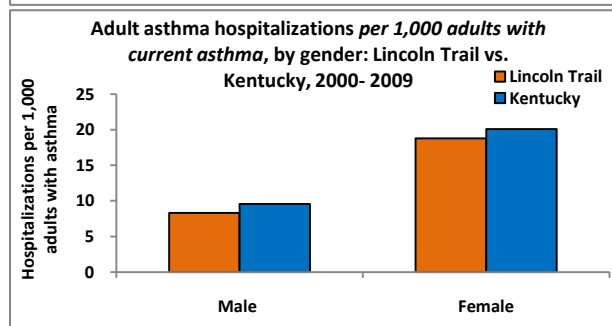 Adult asthma hospitalizations per 1,000 adults with
current asthma, by gender: Lincoln Trail vs.
Kentucky, 2000- 2009
Lincoln Trail
Kentucky
Hospitalizations per 1,000
adults with asthma
25
20
15
10
5
0
Male Female